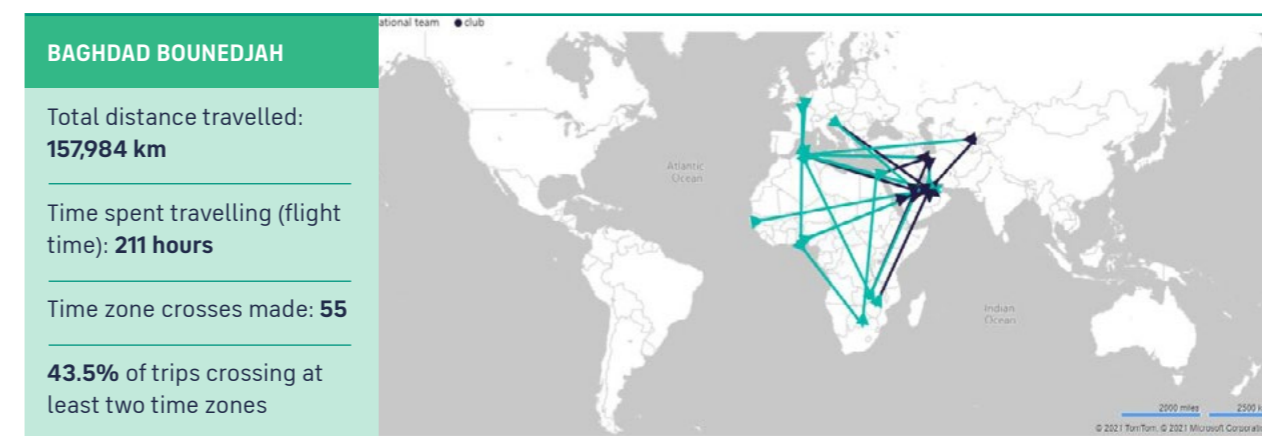 BAGHDAD BOUNEDJAH
Total distance travelled:
157,984 km
Time spent travelling (flight
time): 211 hours
Time zone crosses made: 55
43.5% of trips crossing at
least two time zones
ational team club
Atlantic
Ocean
Indian
Ocean
2000 miles 2500 k
© 2021 TomTom, © 2021 Microsoft Corporati